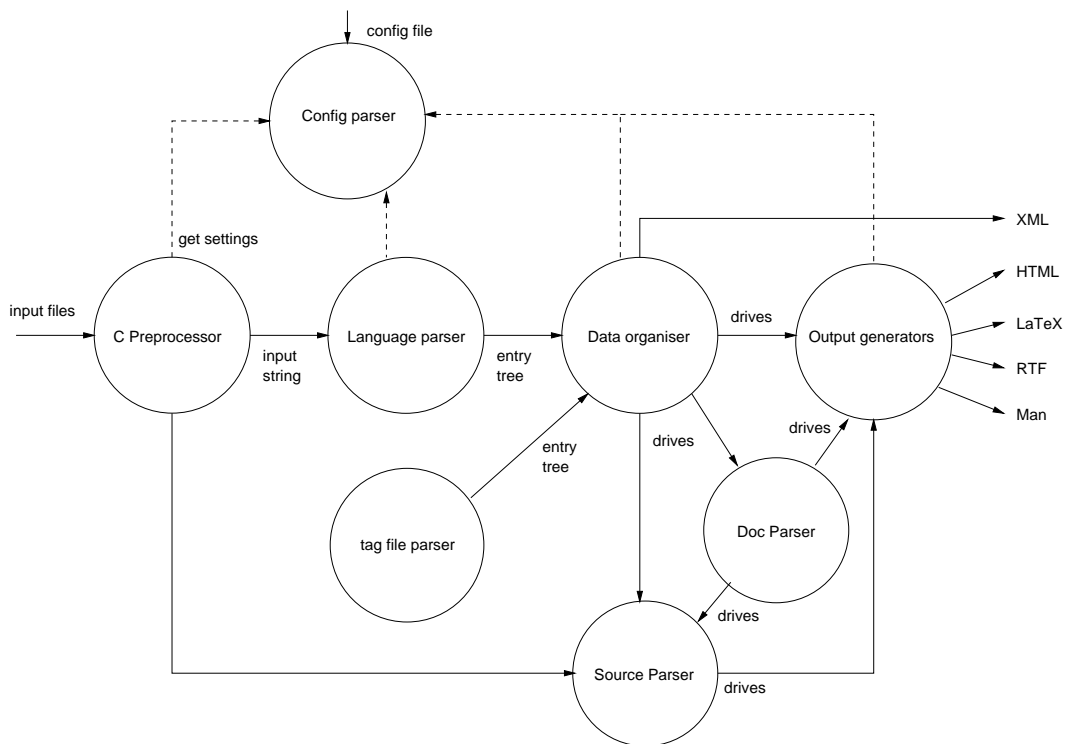 config file
Config parser
get settings
XML
HTML
input files
LaTeX
drives
C Preprocessor
Language parser
Data organiser
Output generators
input
string
entry
tree
RTF
Man
drives
drives
entry
tree
Doc Parser
tag file parser
drives
Source Parser
drives